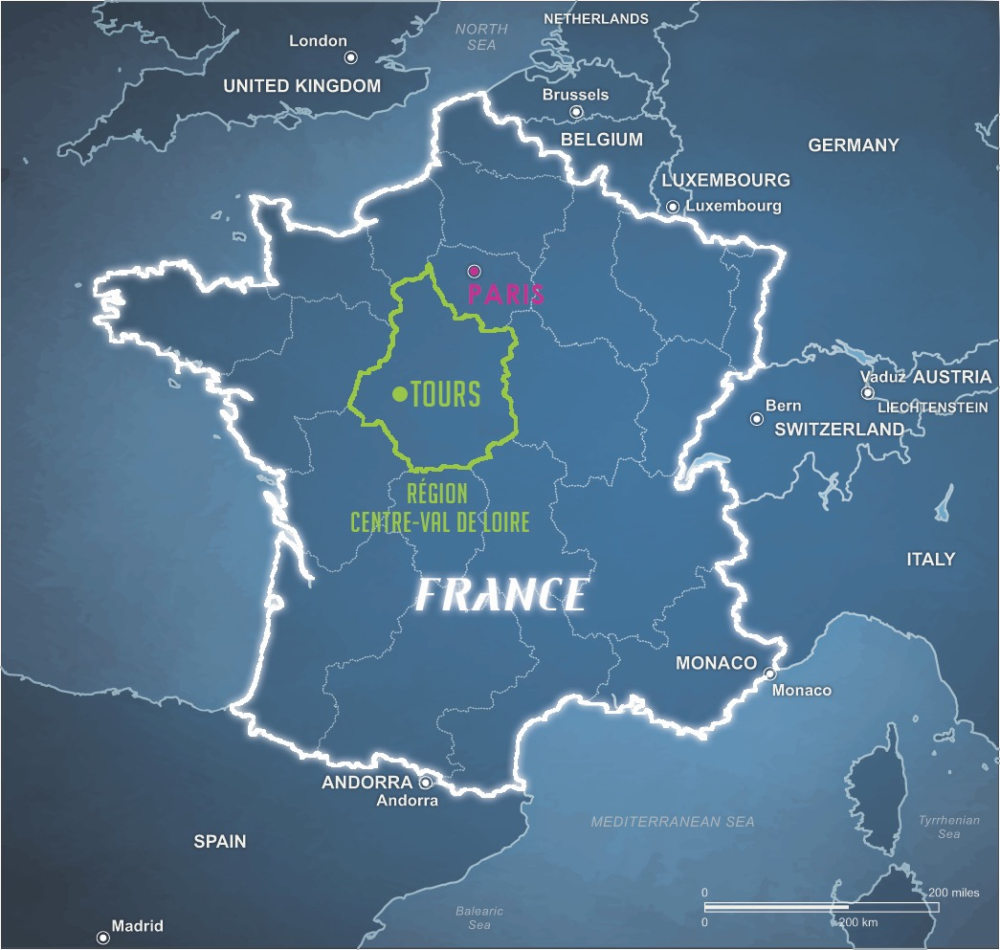 NETHERLANDS
NORTH
SEA
London
UNITED KINGDOM
Brussels
BELGIUM
GERMANY
LUXEMBOURG
Luxembourg
PARIS
TOURS
Vaduz AUSTRIA
LIECHTENSTEIN
Bern
SWITZERLAND
RÉGION
CENTRE-VAL DE LOIRE
ITALY
FRANCE
MONACO
Monaco
ANDORRA
Andorra
MEDITERRANEAN SEA
Tyrrhenian
Sea
SPAIN
Balearic
Sea
Madrid
0 200 miles
0 200 km